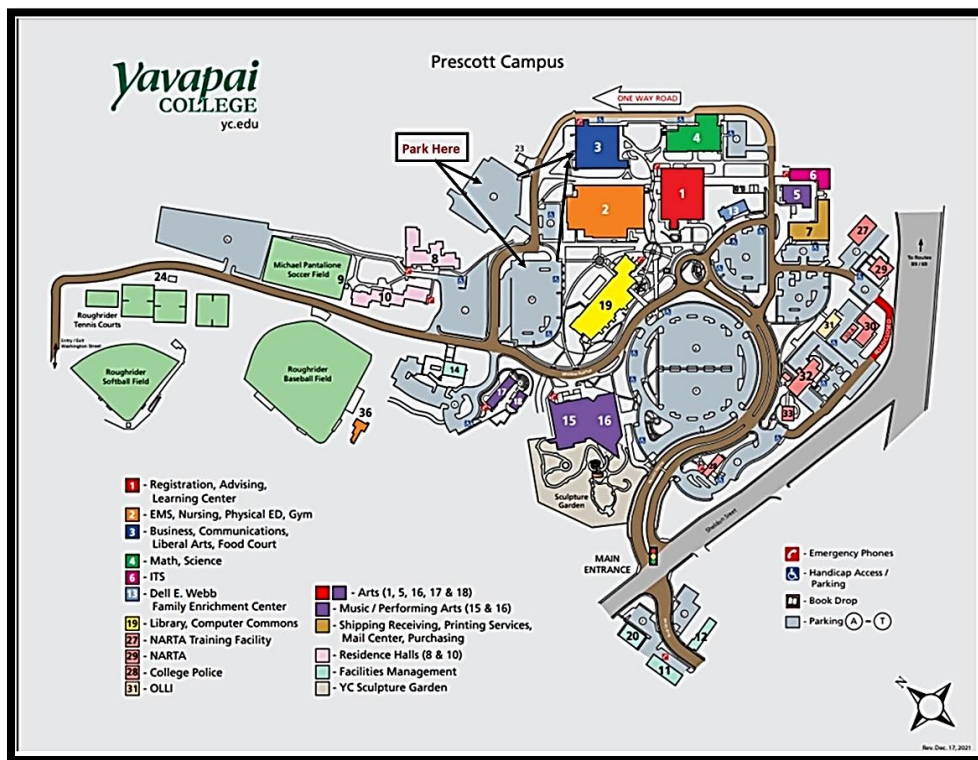 Yavapai
COLLEGE
yc.edu
Prescott Campus
ONE WAY ROAD
Park Here
23
3
4
1
6
5
2
13
7
27
To Routes
89 / 69
8
Michael Pantalione
Soccer Field
9
24
10
19
29
Roughrider
Tennis Courts
31
30
Entry / Exit
Washington Street
Roughrider
Softball Field
Roughrider
Baseball Field
14
32
17
18
33
36
15
16
28
Sculpture
Garden
Sheldon Street
MAIN
ENTRANCE
20
12
11
1 - Registration, Advising,
Learning Center
2 - EMS, Nursing, Physical ED, Gym
3 - Business, Communications,
Liberal Arts, Food Court
4 - Math, Science
6 - ITS
13 - Dell E. Webb
Family Enrichment Center
19 - Library, Computer Commons
27 - NARTA Training Facility
29 - NARTA
28 - College Police
31 - OLLI
- Arts (1, 5, 16, 17 & 18)
- Music / Performing Arts (15 & 16)
- Shipping Receiving, Printing Services,
Mail Center, Purchasing
- Residence Halls (8 & 10)
- Facilities Management
- YC Sculpture Garden
- Emergency Phones
- Handicap Access /
Parking
- Book Drop
- Parking A - T
N
Rev. Dec. 17, 2021